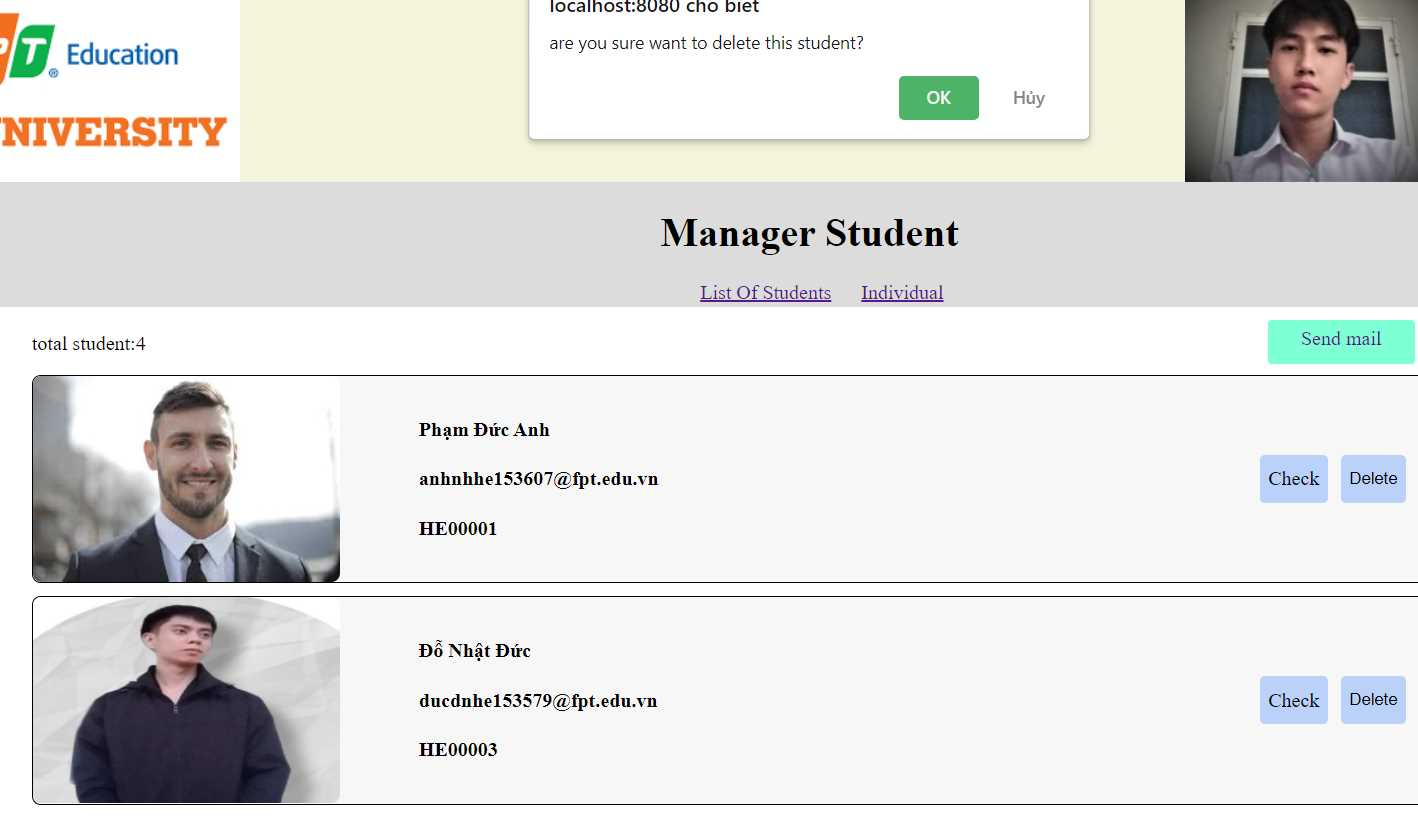 localhost:8080 cho biết
are you sure want to delete this student?
OK
Hủy
PT® Education
NIVERSITY
Manager Student
List Of Students Individual
total student:4
Send mail
Phạm Đức Anh
anhnhhe153607@fpt.edu.vn
HE00001
Check Delete
Đỗ Nhật Đức
ducdnhe153579@fpt.edu.vn
HE00003
Check Delete